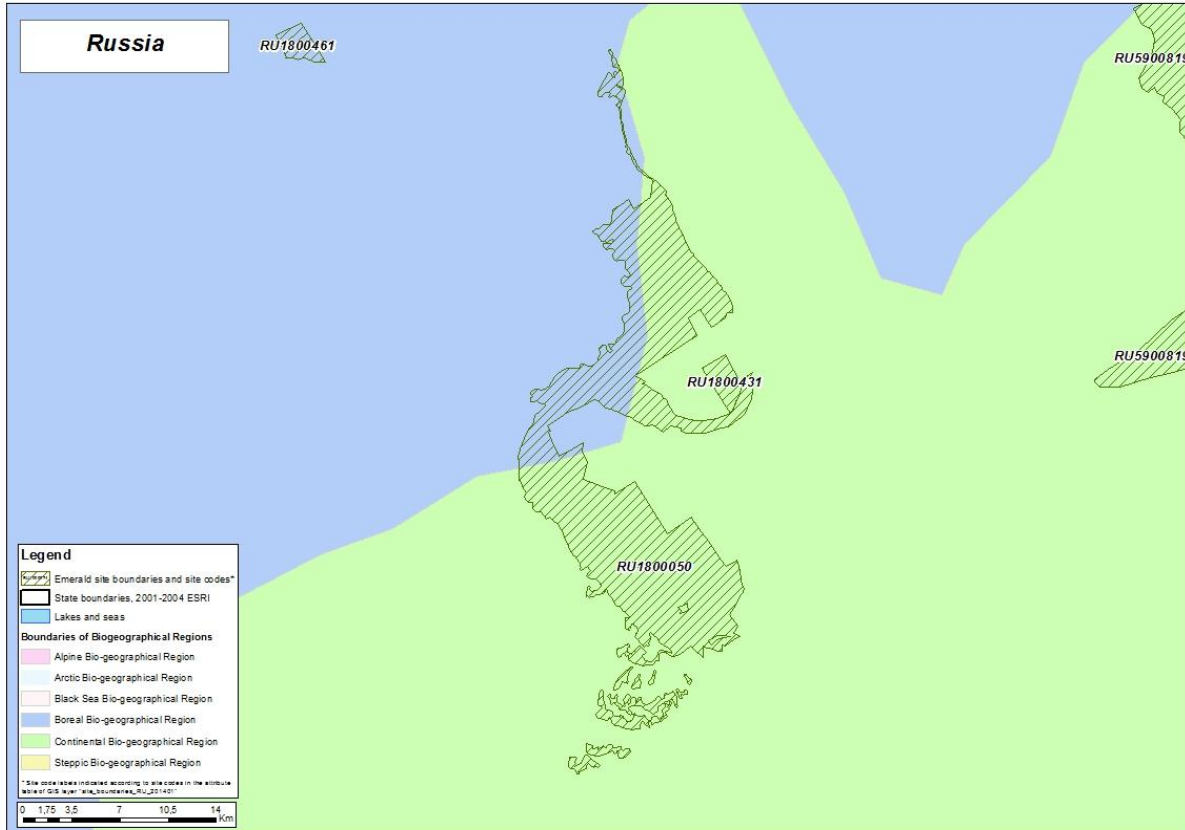 Russia
RU1800461
RU5900819
RU5900819
RU1800431
RU1800050
Legend
Emerald site boundaries and site codes*
State boundaries, 2001-2004 ESRI
Lakes and seas
Boundaries of Biogeographical Regions
Alpine Bio-geographical Region
Arctic Bio-geographical Region
Black Sea Bio-geographical Region
Boreal Bio-geographical Region
Continental Bio-geographical Region
Steppic Bio-geographical Region
* Site code labels indicated according to site codes in the attribute
table of GIS layer "site_boundaries_RU_201401"
0 1,75 3,5 7 10,5 14
Km